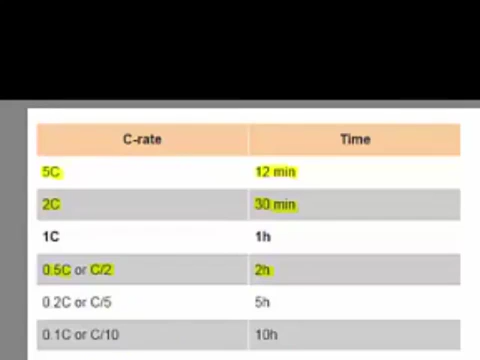 C-rate Time
5C 12 min
2C 30 min
1C 1h
0.5C or C/2 2h
0.2C or C/5 5h
0.1C or C/10 10h